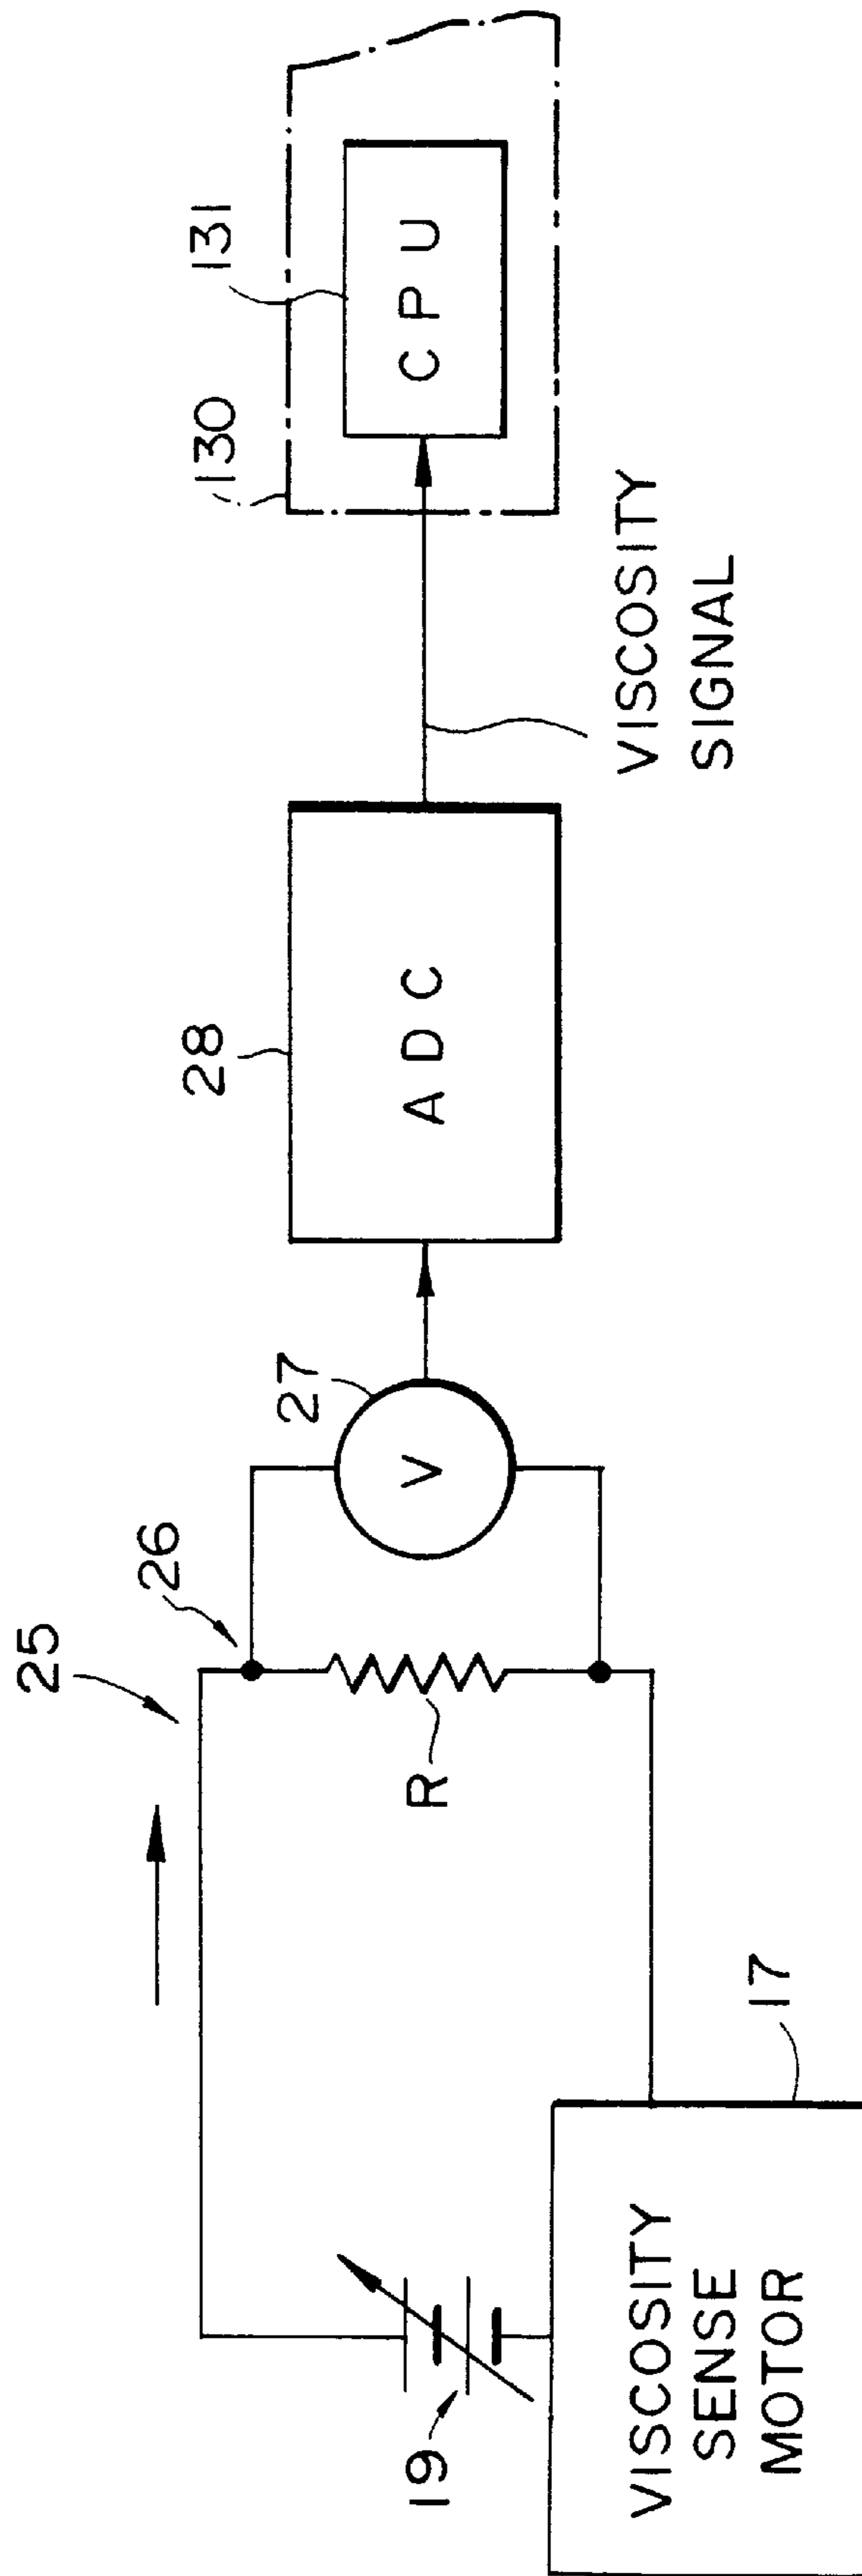 25
26
27
28
130
131
19
R
V
ADC
CPU
VISCOSITY
SIGNAL
VISCOSITY
SENSE
MOTOR
17